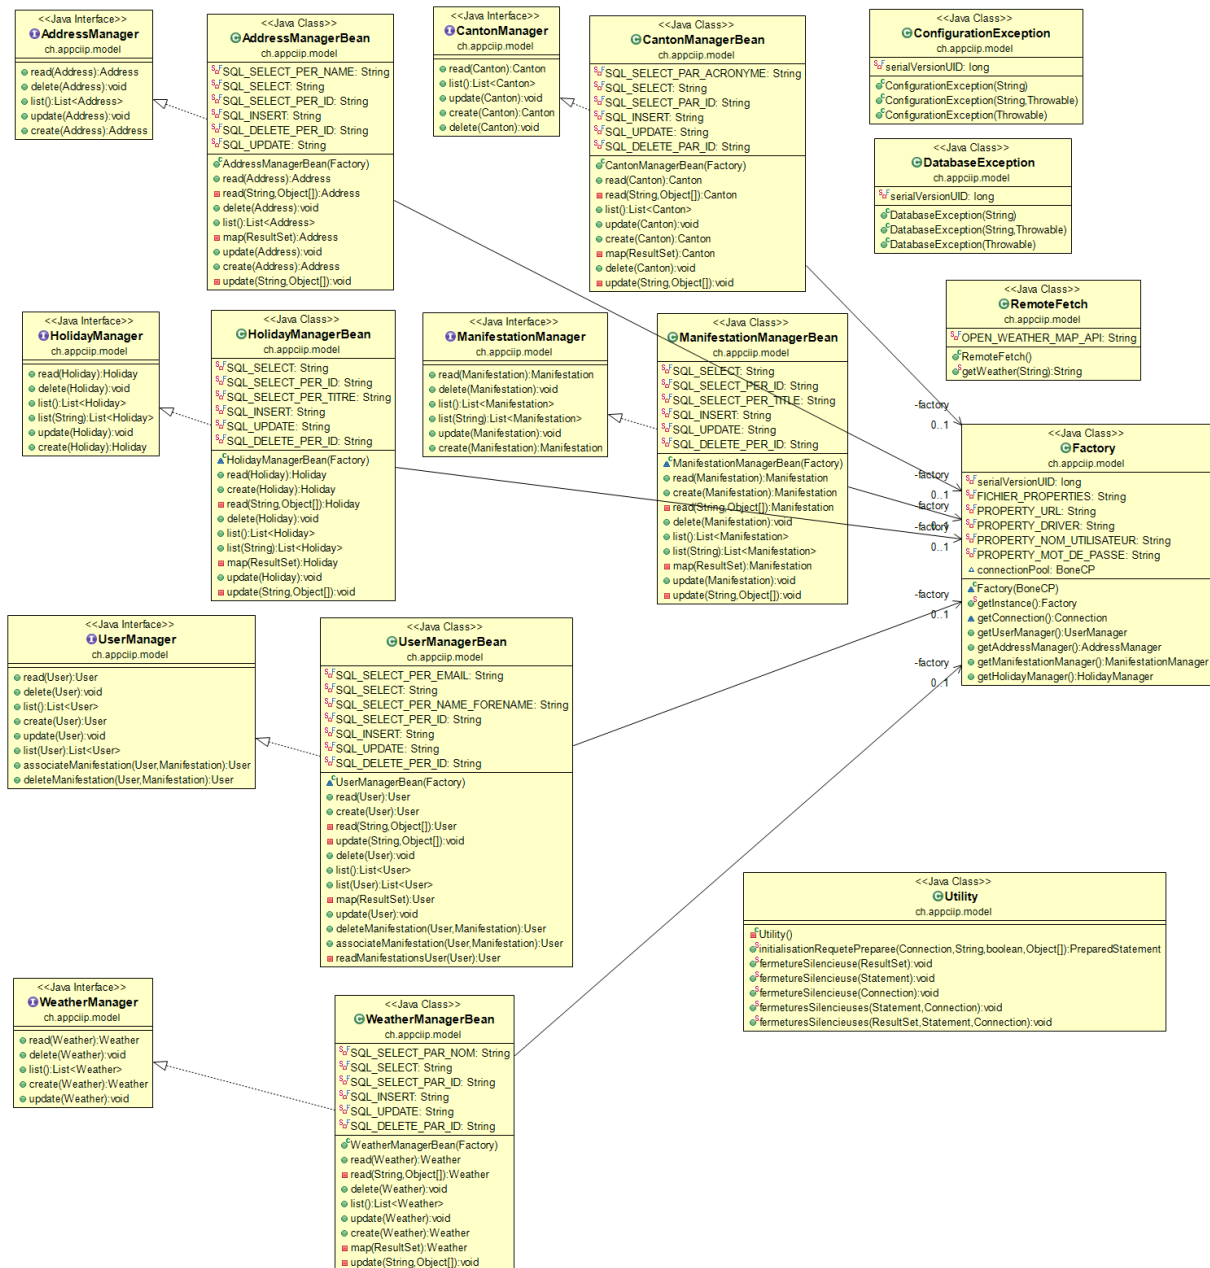 <<Java Interface>>
AddressManager
ch.appciip.model
read(Address):Address
delete(Address):void
list():List<Address>
update(Address):void
create(Address):Address
<<Java Class>>
AddressManagerBean
ch.appciip.model
SQL_SELECT_PER_NAME: String
SQL_SELECT: String
SQL_SELECT_PER_ID: String
SQL_INSERT: String
SQL_DELETE_PER_ID: String
SQL_UPDATE: String
AddressManagerBean(Factory)
read(Address):Address
read(String,Object[]):Address
delete(Address):void
list():List<Address>
map(ResultSet):Address
update(Address):void
create(Address):Address
update(String,Object[]):void
<<Java Interface>>
CantonManager
ch.appciip.model
read(Canton):Canton
list():List<Canton>
update(Canton):void
create(Canton):Canton
delete(Canton):void
<<Java Class>>
CantonManagerBean
ch.appciip.model
SQL_SELECT_PAR_ACRONYME: String
SQL_SELECT: String
SQL_SELECT_PAR_ID: String
SQL_INSERT: String
SQL_UPDATE: String
SQL_DELETE_PAR_ID: String
CantonManagerBean(Factory)
read(Canton):Canton
read(String,Object[]):Canton
list():List<Canton>
update(Canton):void
create(Canton):Canton
map(ResultSet):Canton
delete(Canton):void
update(String,Object[]):void
<<Java Class>>
ConfigurationException
ch.appciip.model
serialVersionUID: long
ConfigurationException(String)
ConfigurationException(String,Throwable)
ConfigurationException(Throwable)
<<Java Class>>
DatabaseException
ch.appciip.model
serialVersionUID: long
DatabaseException(String)
DatabaseException(String,Throwable)
DatabaseException(Throwable)
<<Java Class>>
RemoteFetch
ch.appciip.model
OPEN_WEATHER_MAP_API: String
RemoteFetch()
getWeather(String):String
<<Java Interface>>
HolidayManager
ch.appciip.model
read(Holiday):Holiday
delete(Holiday):void
list():List<Holiday>
list(String):List<Holiday>
update(Holiday):void
create(Holiday):Holiday
<<Java Class>>
HolidayManagerBean
ch.appciip.model
SQL_SELECT: String
SQL_SELECT_PER_ID: String
SQL_SELECT_PER_TITRE: String
SQL_INSERT: String
SQL_UPDATE: String
SQL_DELETE_PER_ID: String
HolidayManagerBean(Factory)
read(Holiday):Holiday
create(Holiday):Holiday
read(String,Object[]):Holiday
delete(Holiday):void
list():List<Holiday>
list(String):List<Holiday>
map(ResultSet):Holiday
update(Holiday):void
update(String,Object[]):void
<<Java Interface>>
ManifestationManager
ch.appciip.model
read(Manifestation):Manifestation
delete(Manifestation):void
list():List<Manifestation>
list(String):List<Manifestation>
update(Manifestation):void
create(Manifestation):Manifestation
<<Java Class>>
ManifestationManagerBean
ch.appciip.model
SQL_SELECT: String
SQL_SELECT_PER_ID: String
SQL_SELECT_PER_TITLE: String
SQL_INSERT: String
SQL_UPDATE: String
SQL_DELETE_PER_ID: String
ManifestationManagerBean(Factory)
read(Manifestation):Manifestation
create(Manifestation):Manifestation
read(String,Object[]):Manifestation
delete(Manifestation):void
list():List<Manifestation>
list(String):List<Manifestation>
map(ResultSet):Manifestation
update(Manifestation):void
update(String,Object[]):void
-factory
0..1
-factory
0..1
-factory
0..1
-factory
0..1
-factory
0..1
-factory
0..1
<<Java Class>>
Factory
ch.appciip.model
serialVersionUID: long
FICHIER_PROPERTIES: String
PROPERTY_URL: String
PROPERTY_DRIVER: String
PROPERTY_NOM_UTILISATEUR: String
PROPERTY_MOT_DE_PASSE: String
connectionPool: BoneCP
Factory(BoneCP)
getInstance():Factory
getConnection():Connection
getUserManager():UserManager
getAddressManager():AddressManager
getManifestationManager():ManifestationManager
getHolidayManager():HolidayManager
<<Java Interface>>
UserManager
ch.appciip.model
read(User):User
delete(User):void
list():List<User>
create(User):User
update(User):void
list(User):List<User>
associateManifestation(User,Manifestation):User
deleteManifestation(User,Manifestation):User
<<Java Class>>
UserManagerBean
ch.appciip.model
SQL_SELECT_PER_EMAIL: String
SQL_SELECT: String
SQL_SELECT_PER_NAME_FORENAME: String
SQL_SELECT_PER_ID: String
SQL_INSERT: String
SQL_UPDATE: String
SQL_DELETE_PER_ID: String
UserManagerBean(Factory)
read(User):User
create(User):User
read(String,Object[]):User
update(String,Object[]):void
delete(User):void
list():List<User>
list(User):List<User>
map(ResultSet):User
update(User):void
deleteManifestation(User,Manifestation):User
associateManifestation(User,Manifestation):User
readManifestationsUser(User):User
<<Java Class>>
Utility
ch.appciip.model
Utility()
initialisationRequetePreparee(Connection,String,boolean,Object[]):PreparedStatement
fermetureSilencieuse(ResultSet):void
fermetureSilencieuse(Statement):void
fermetureSilencieuse(Connection):void
fermeturesSilencieuses(Statement,Connection):void
fermeturesSilencieuses(ResultSet,Statement,Connection):void
<<Java Interface>>
WeatherManager
ch.appciip.model
read(Weather):Weather
delete(Weather):void
list():List<Weather>
create(Weather):Weather
update(Weather):void
<<Java Class>>
WeatherManagerBean
ch.appciip.model
SQL_SELECT_PAR_NOM: String
SQL_SELECT: String
SQL_SELECT_PAR_ID: String
SQL_INSERT: String
SQL_UPDATE: String
SQL_DELETE_PAR_ID: String
WeatherManagerBean(Factory)
read(Weather):Weather
read(String,Object[]):Weather
delete(Weather):void
list():List<Weather>
update(Weather):void
create(Weather):Weather
map(ResultSet):Weather
update(String,Object[]):void